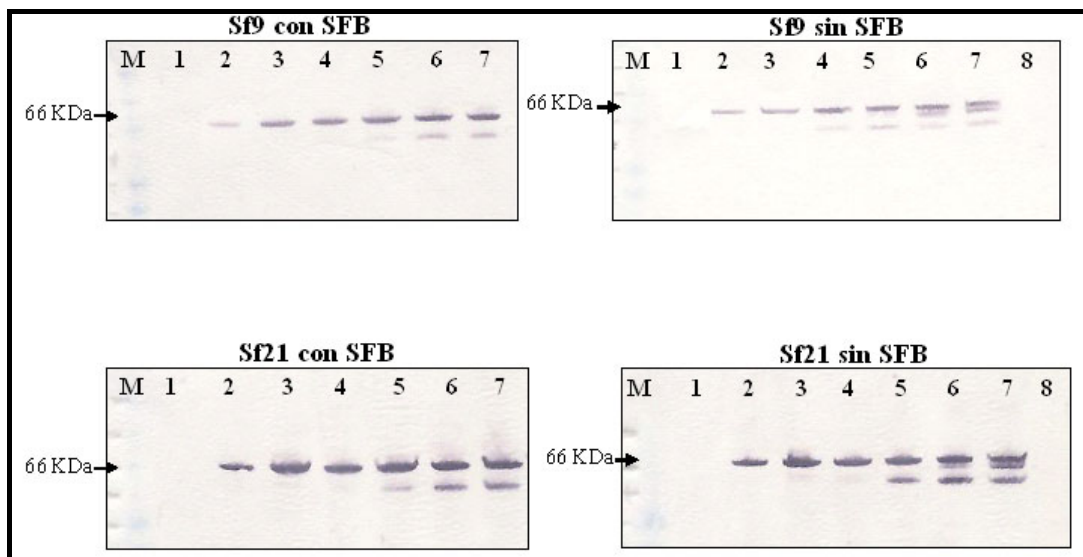 Sf9 con SFB
M 1 2 3 4 5 6 7
66 KDa
Sf9 sin SFB
M 1 2 3 4 5 6 7 8
66 KDa
Sf21 con SFB
M 1 2 3 4 5 6 7
66 KDa
Sf21 sin SFB
M 1 2 3 4 5 6 7 8
66 KDa